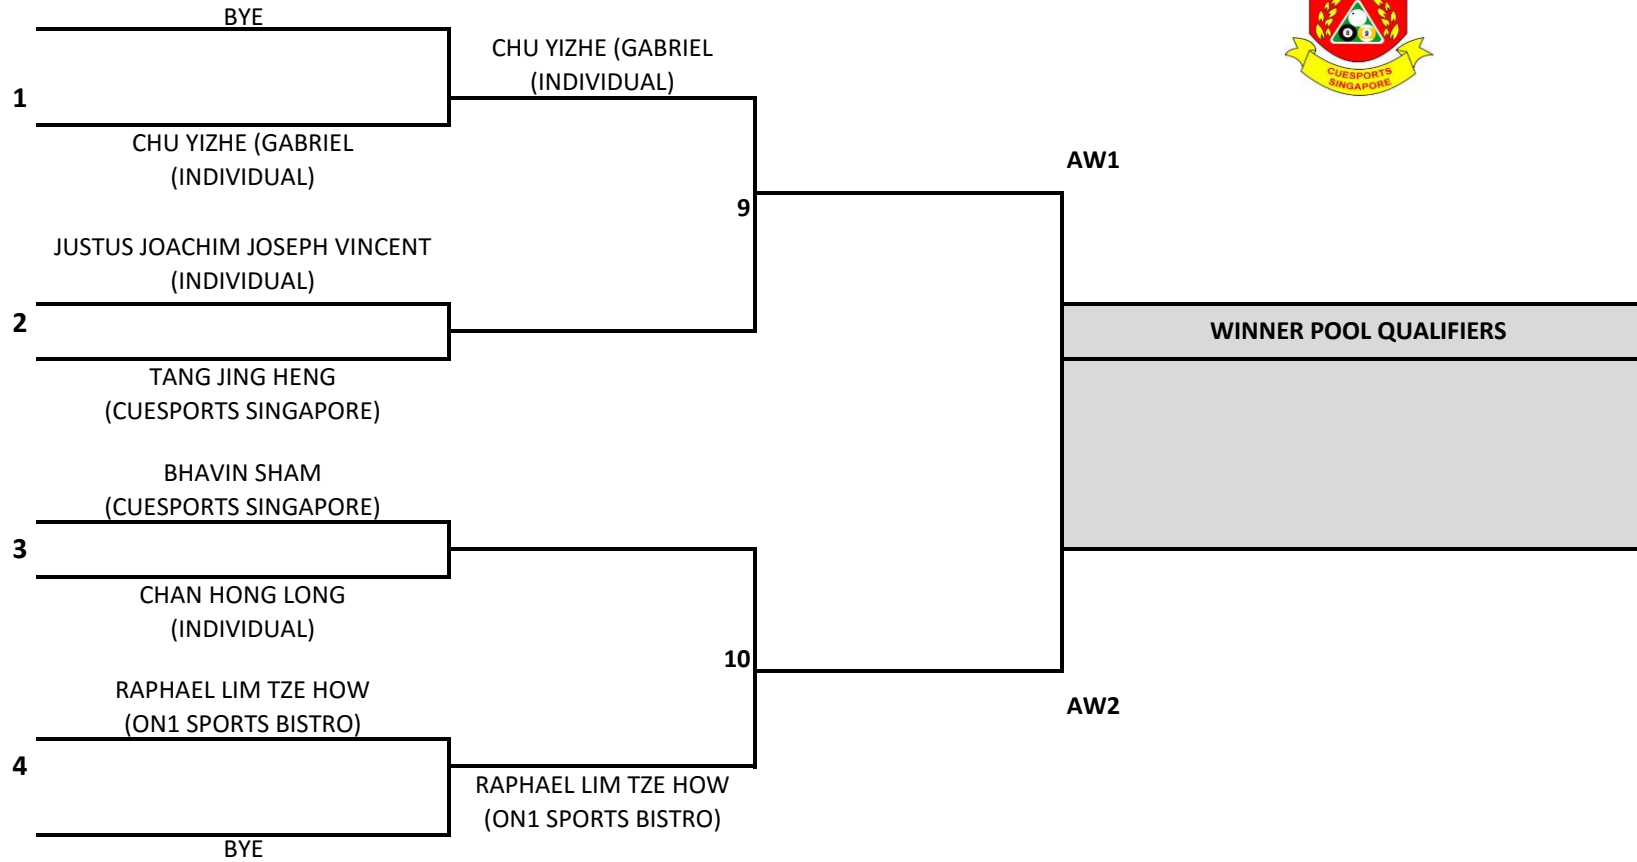 BYE
CHU YIZHE (GABRIEL
(INDIVIDUAL)
1
CHU YIZHE (GABRIEL
(INDIVIDUAL)
CUESPORTS
SINGAPORE
AW1
9
JUSTUS JOACHIM JOSEPH VINCENT
(INDIVIDUAL)
2
WINNER POOL QUALIFIERS
TANG JING HENG
(CUESPORTS SINGAPORE)
BHAVIN SHAM
(CUESPORTS SINGAPORE)
3
CHAN HONG LONG
(INDIVIDUAL)
10
RAPHAEL LIM TZE HOW
(ON1 SPORTS BISTRO)
AW2
4
RAPHAEL LIM TZE HOW
(ON1 SPORTS BISTRO)
BYE